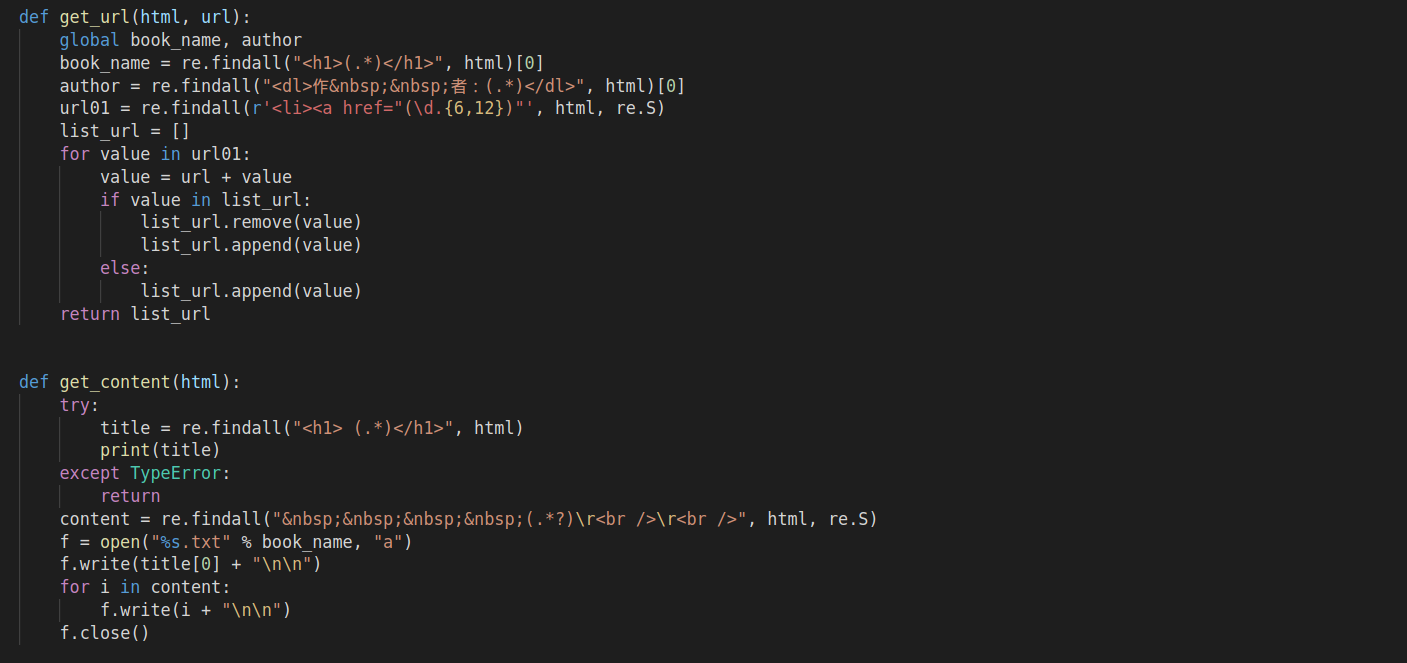 def get_url(html, url):
    global book_name, author
    book_name = re.findall("<h1>(.*)</h1>", html)[0]
    author = re.findall("<dl>作&nbsp;&nbsp;者：(.*)</dl>", html)[0]
    url01 = re.findall(r'<li><a href="(\d.{6,12})"', html, re.S)
    list_url = []
    for value in url01:
        value = url + value
        if value in list_url:
            list_url.remove(value)
            list_url.append(value)
        else:
            list_url.append(value)
    return list_url
def get_content(html):
    try:
        title = re.findall("<h1> (.*)</h1>", html)
        print(title)
    except TypeError:
        return
    content = re.findall("&nbsp;&nbsp;&nbsp;&nbsp;(.*?)\r<br />\r<br />", html, re.S)
    f = open("%s.txt" % book_name, "a")
    f.write(title[0] + "\n\n")
    for i in content:
        f.write(i + "\n\n")
    f.close()